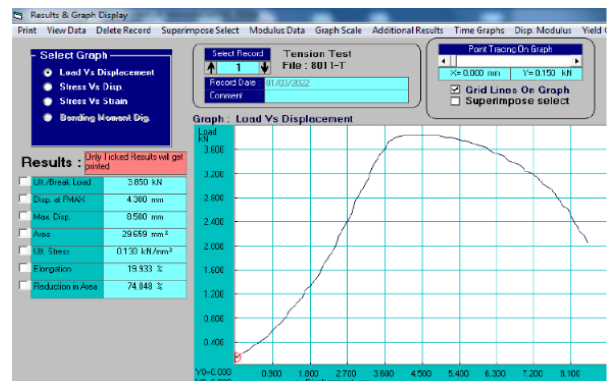 Results & Graph Display
Print View Data Delete Record Superimpose Select Modulus Data Graph Scale Additional Results Time Graphs Disp. Modulus Yield
Select Graph
Load Vs Displacement
Stress Vs Disp.
Stress Vs Strain
Bending Moment Dig.
Select Record
1
Tension Test
File : 8011-T
Record Date : 01/03/2022
Comment
Point Tracing On Graph
X= 0.000 mm Y= 0.150 kN
Grid Lines On Graph
Superimpose select
Results :
Only Ticked Results will get printed
Ult./Break Load 3.850 kN
Disp. at FMAX 4.300 mm
Max. Disp. 8.500 mm
Area 29.659 mm²
Ult. Stress 0.130 kN/mm²
Elongation 19.933 %
Reduction in Area 74.848 %
Graph : Load Vs Displacement
Load
kN
3.600
2.900
2.400
2.000
1.600
1.200
0.800
0.400
Y0=0.000
0.900 1.800 2.700 3.600 4.500 5.400 6.300 7.200 8.100